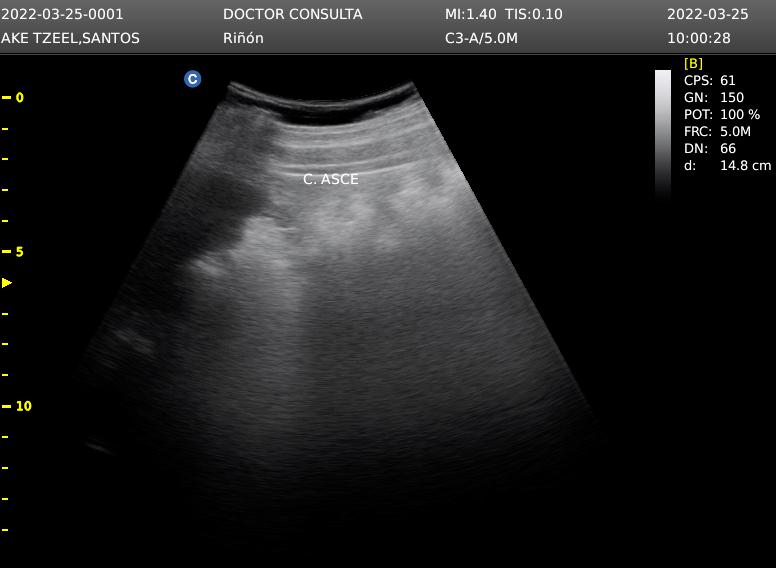 2022-03-25-0001 DOCTOR CONSULTA MI:1.40 TIS:0.10 2022-03-25
AKE TZEEL,SANTOS Riñón C3-A/5.0M 10:00:28
C
[B]
CPS: 61
GN: 150
POT: 100 %
FRC: 5.0M
DN: 66
d: 14.8 cm
0
C. ASCE
5
10